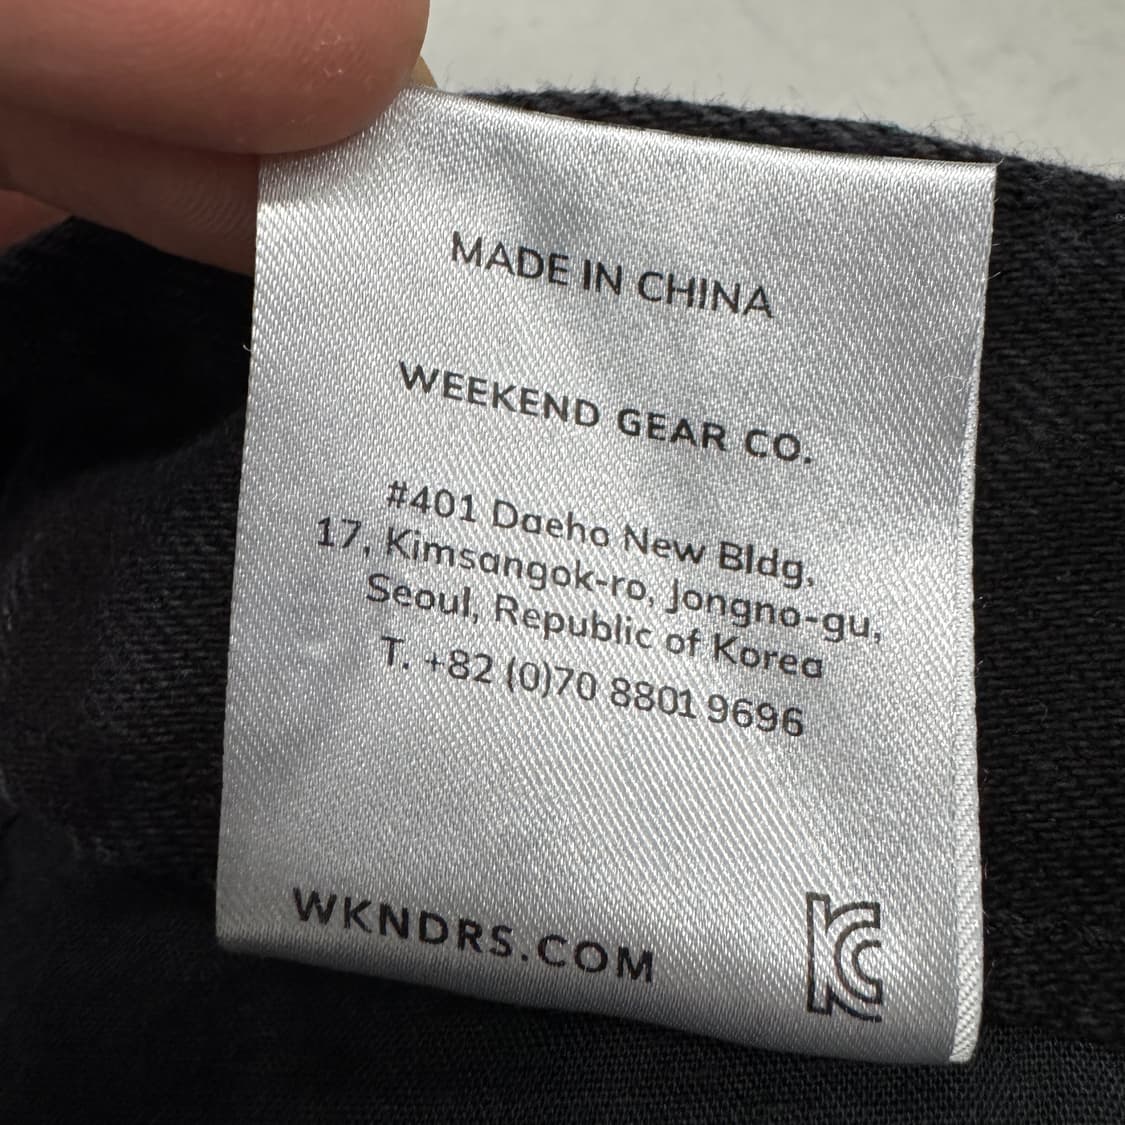 MADE IN CHINA
WEEKEND GEAR CO.
#401 Daeho New Bldg.
17, Kimsangok-ro, Jongno-gu,
Seoul, Republic of Korea
T. +82 (0)70 8801 9696
WKNDRS.COM
KC